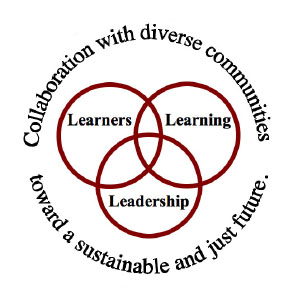 Collaboration with diverse communities
Learners
Learning
Leadership
toward a sustainable and just future.